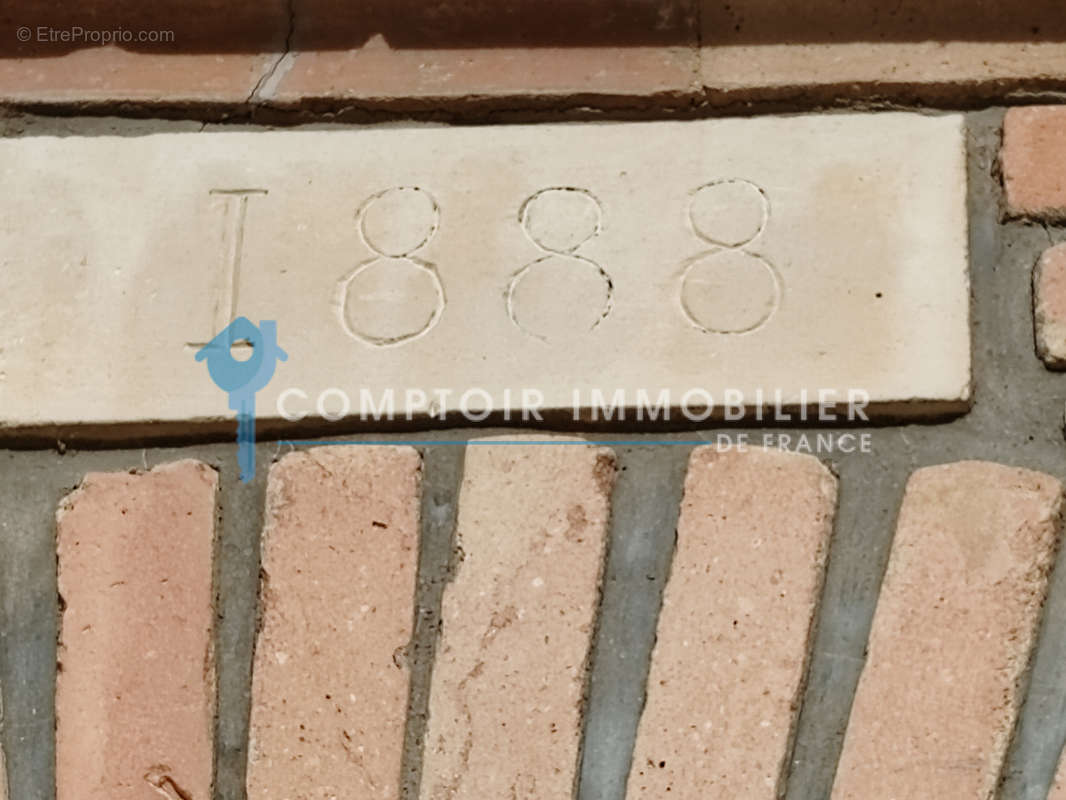 © EtreProprio.com
1888
COMPTOIR IMMOBILIER
DE FRANCE